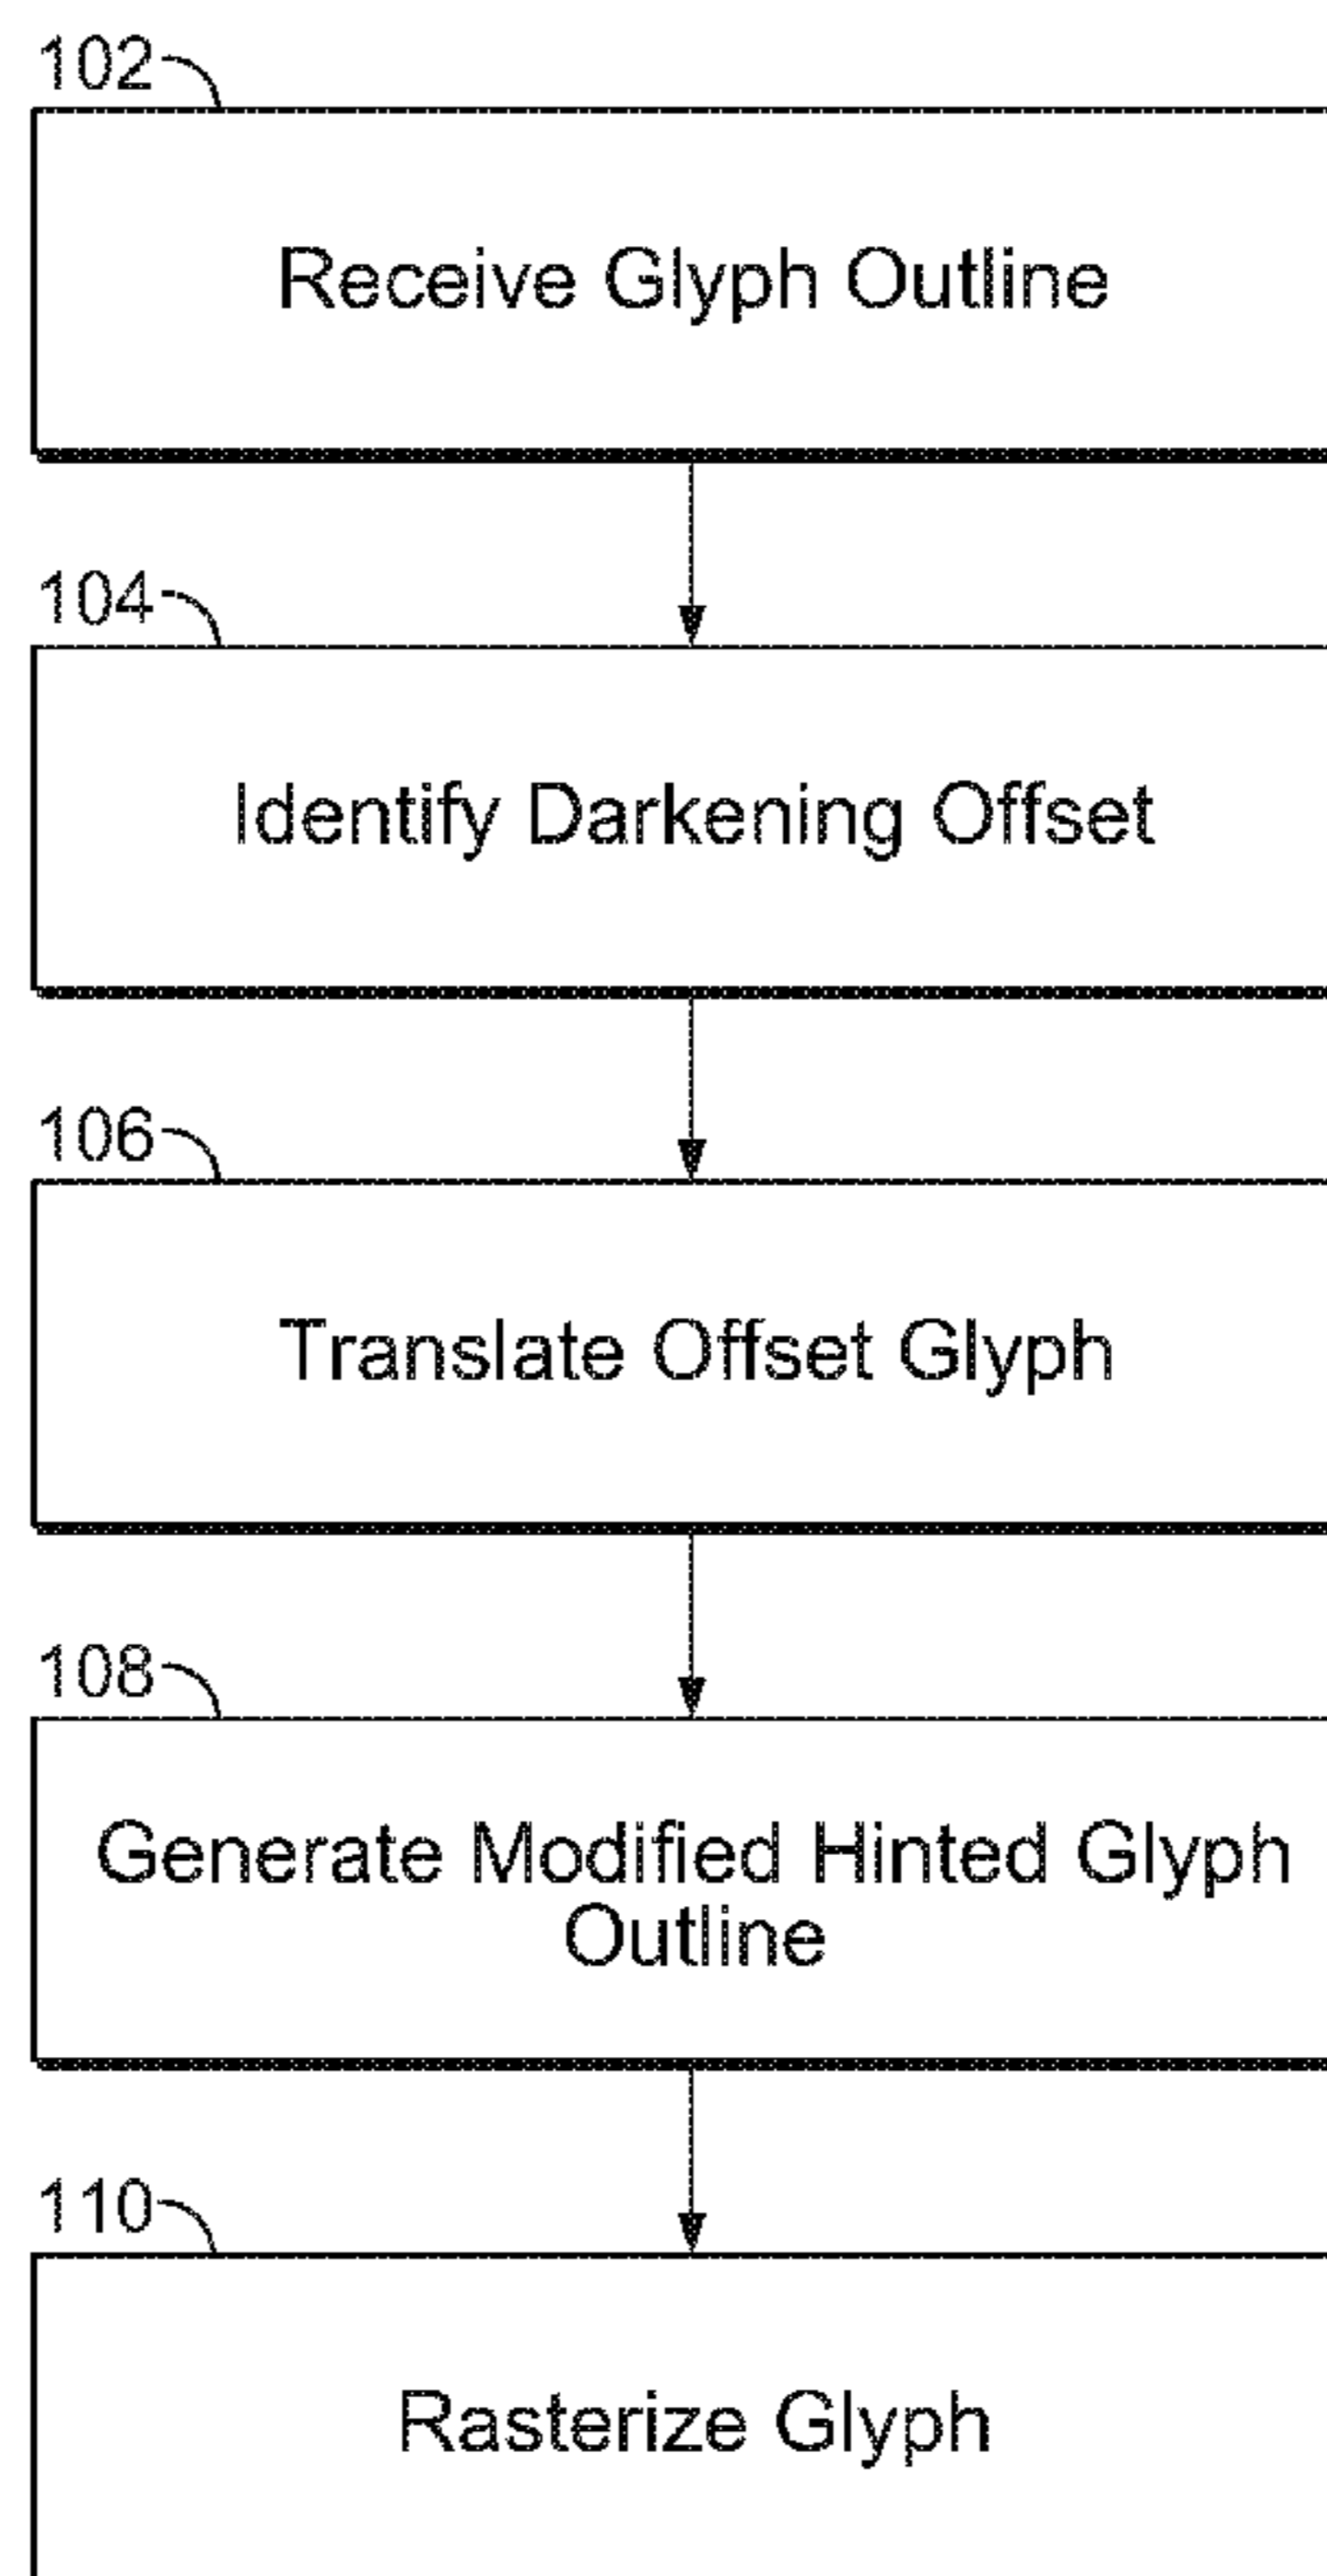 102
Receive Glyph Outline
104
Identify Darkening Offset
106
Translate Offset Glyph
108
Generate Modified Hinted Glyph
Outline
110
Rasterize Glyph